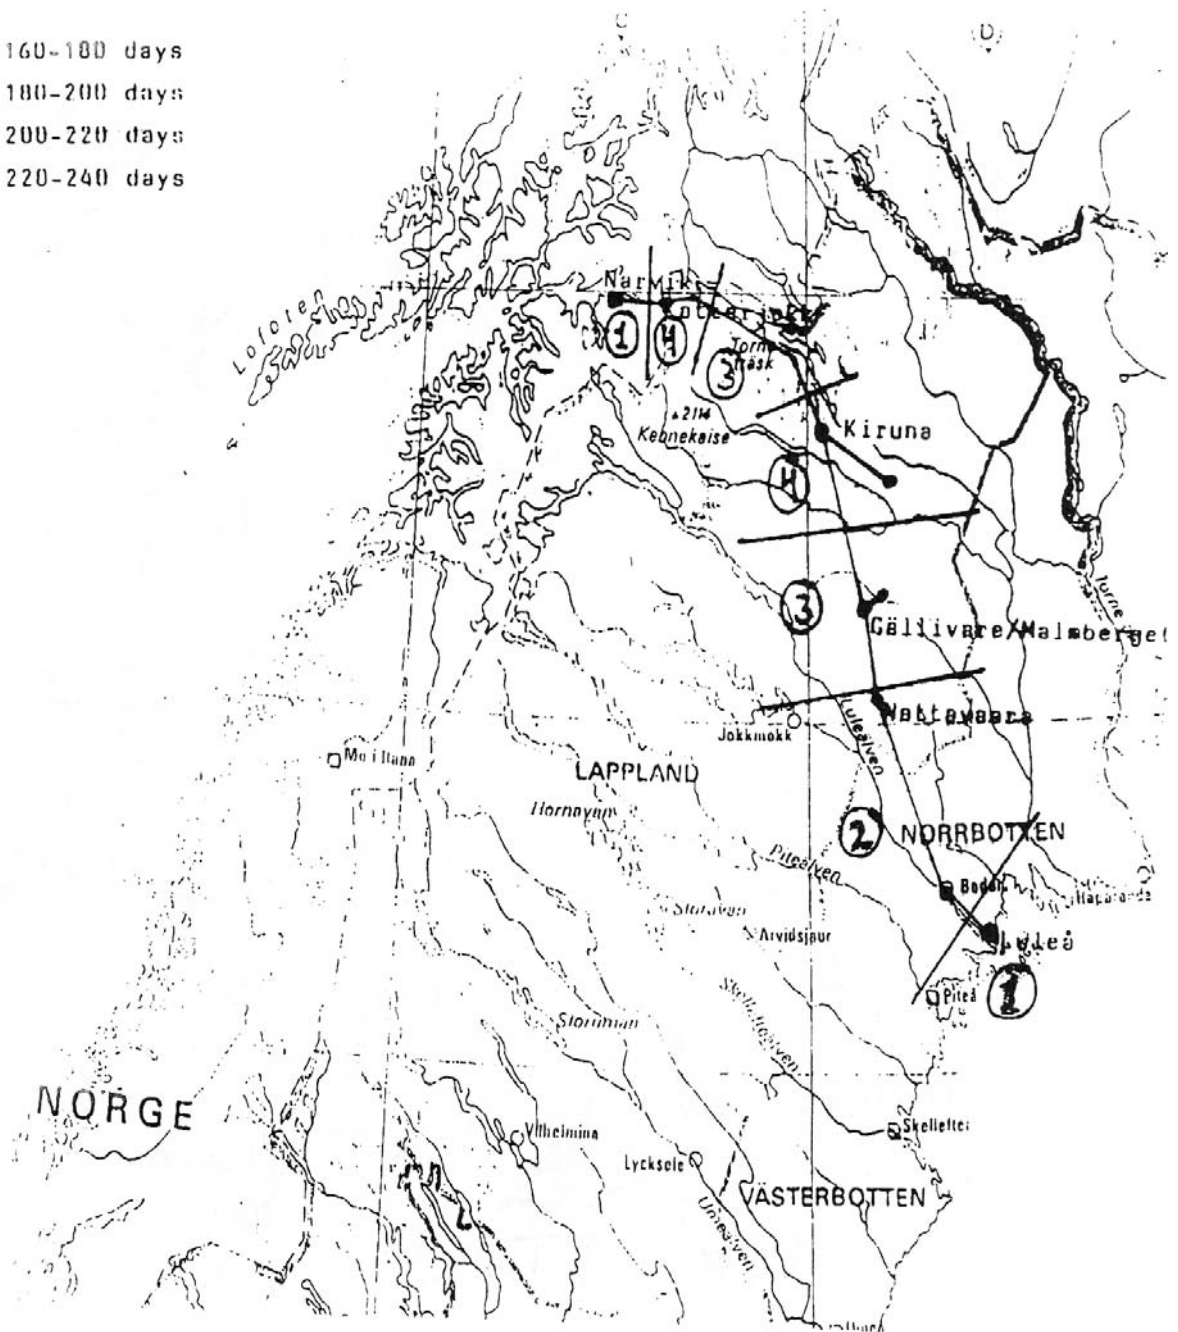 160-180 days
180-200 days
200-220 days
220-240 days
C
D
Narvik
Lofoten
1
4
3
Torne
träsk
2114
Kebnekaise
Kiruna
4
3
Torne
Gällivare/Malmberget
Nattavaara
Jokkmokk
Luleälven
Mo i Rana
LAPPLAND
Hornavan
2
NORRBOTTEN
Piteälven
Boden
Haparanda
Storavan
Arvidsjaur
Luleå
1
Piteå
Skellefteälven
Storuman
NORGE
Vilhelmina
Skellefteå
Lycksele
VÄSTERBOTTEN
Umeälven